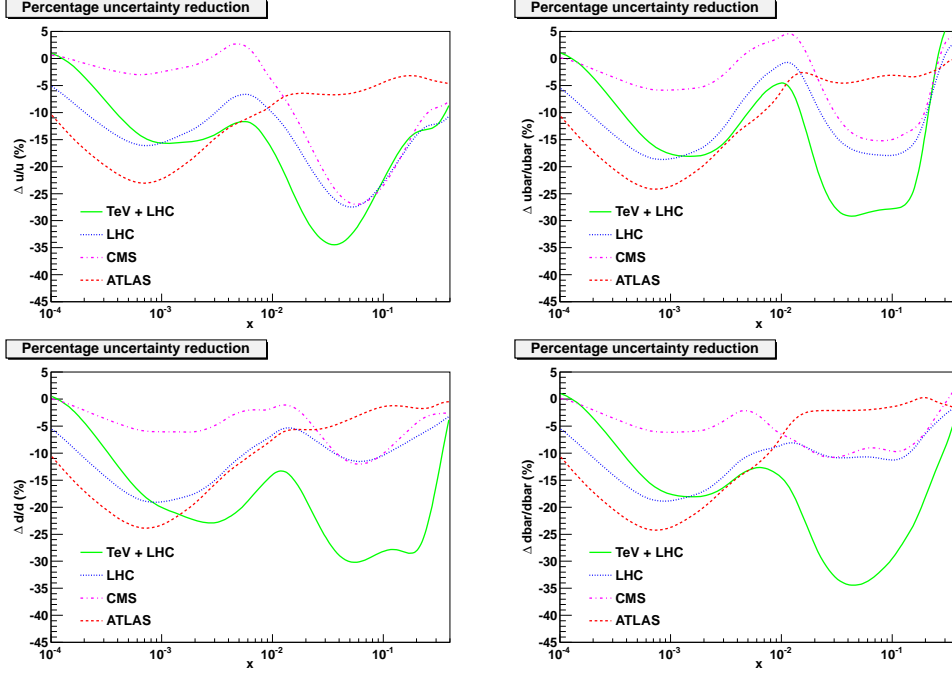 Percentage uncertainty reduction
5
0
-5
-10
-15
-20
-25
-30
-35
-40
-45
Δ u/u (%)
TeV + LHC
LHC
CMS
ATLAS
10^-4
10^-3
10^-2
10^-1
x
Percentage uncertainty reduction
5
0
-5
-10
-15
-20
-25
-30
-35
-40
-45
Δ ubar/ubar (%)
TeV + LHC
LHC
CMS
ATLAS
10^-4
10^-3
10^-2
10^-1
x
Percentage uncertainty reduction
5
0
-5
-10
-15
-20
-25
-30
-35
-40
-45
Δ d/d (%)
TeV + LHC
LHC
CMS
ATLAS
10^-4
10^-3
10^-2
10^-1
x
Percentage uncertainty reduction
5
0
-5
-10
-15
-20
-25
-30
-35
-40
-45
Δ dbar/dbar (%)
TeV + LHC
LHC
CMS
ATLAS
10^-4
10^-3
10^-2
10^-1
x